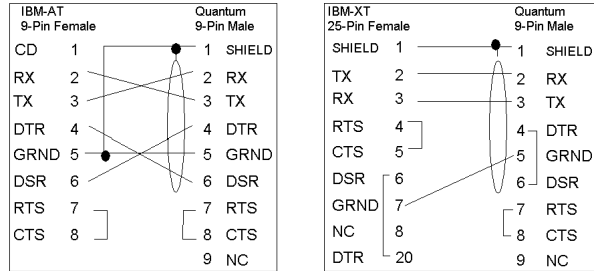 IBM-AT
9-Pin Female
Quantum
9-Pin Male
CD 1 1 SHIELD
RX 2 2 RX
TX 3 3 TX
DTR 4 4 DTR
GRND 5 5 GRND
DSR 6 6 DSR
RTS 7 7 RTS
CTS 8 8 CTS
9 NC
IBM-XT
25-Pin Female
Quantum
9-Pin Male
SHIELD 1 1 SHIELD
TX 2 2 RX
RX 3 3 TX
RTS 4 4 DTR
CTS 5 5 GRND
DSR 6 6 DSR
GRND 7 7 RTS
NC 8 8 CTS
DTR 20 9 NC